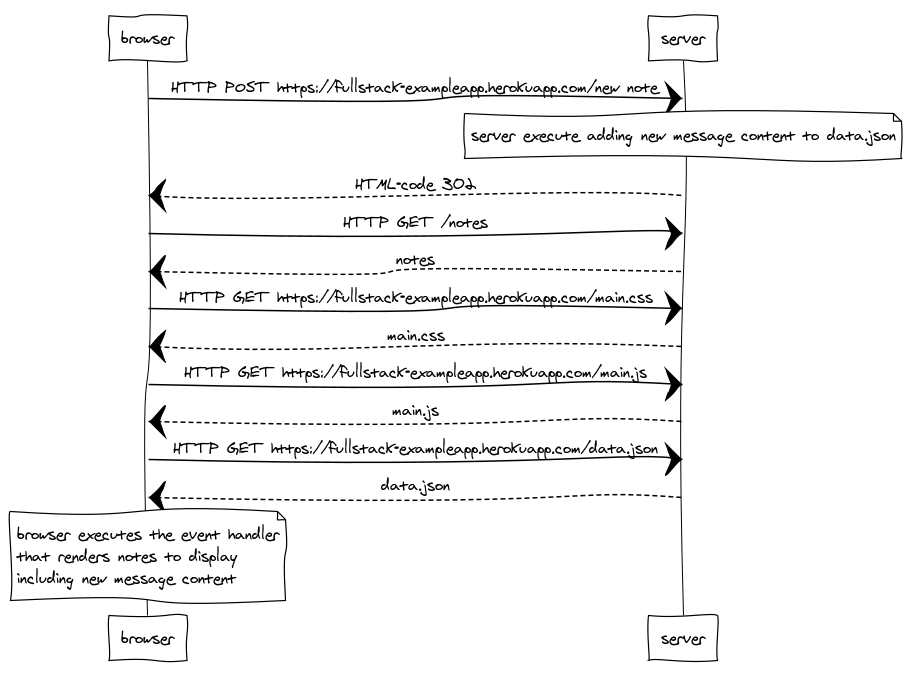 browser
server
HTTP POST https://fullstack-exampleapp.herokuapp.com/new note
server execute adding new message content to data.json
HTML-code 302
HTTP GET /notes
notes
HTTP GET https://fullstack-exampleapp.herokuapp.com/main.css
main.css
HTTP GET https://fullstack-exampleapp.herokuapp.com/main.js
main.js
HTTP GET https://fullstack-exampleapp.herokuapp.com/data.json
data.json
browser executes the event handler
that renders notes to display
including new message content
browser
server